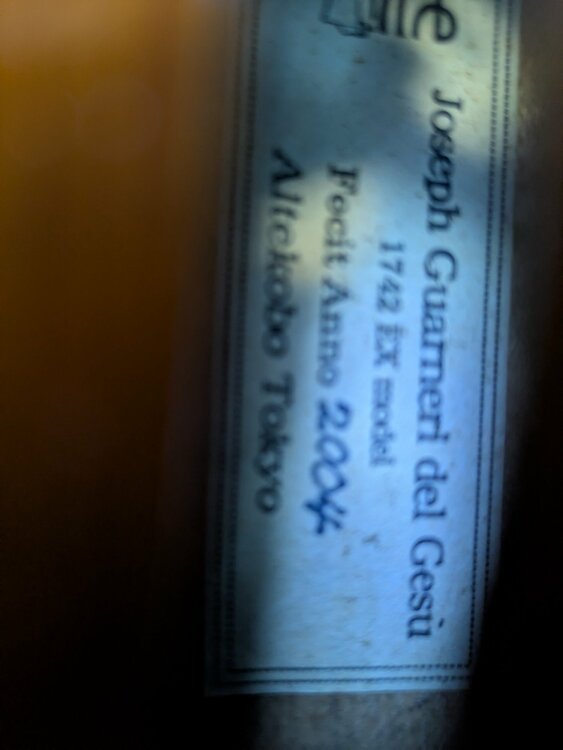 Joseph Guarneri del Gesù
1742 EX model
Fecit Anno 2004
Altekobo Tokyo